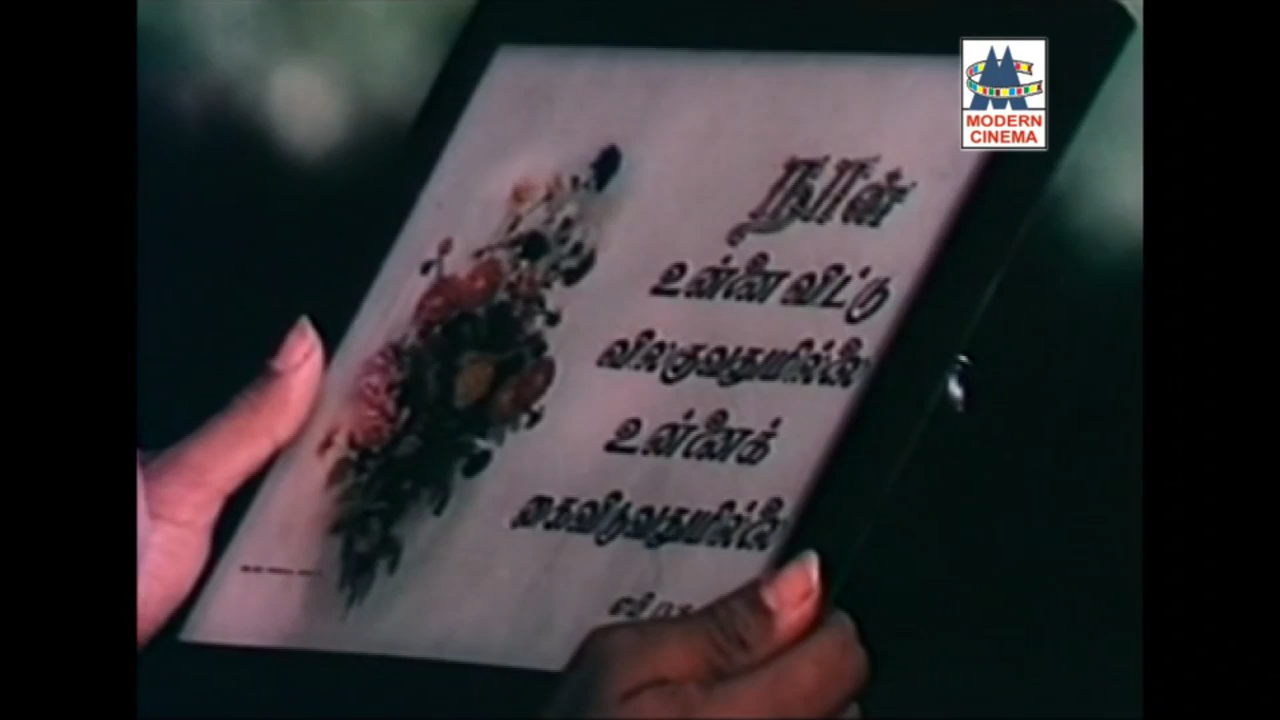 நான்
உன்னை விட்டு
விலகுவதுமில்லை
உன்னைக்
கைவிடுவதுமில்லை
MODERN
CINEMA